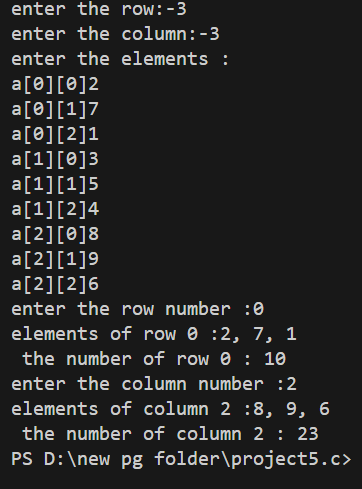 enter the row:-3
enter the column:-3
enter the elements :
a[0][0]2
a[0][1]7
a[0][2]1
a[1][0]3
a[1][1]5
a[1][2]4
a[2][0]8
a[2][1]9
a[2][2]6
enter the row number :0
elements of row 0 :2, 7, 1
 the number of row 0 : 10
enter the column number :2
elements of column 2 :8, 9, 6
 the number of column 2 : 23
PS D:\new pg folder\project5.c>